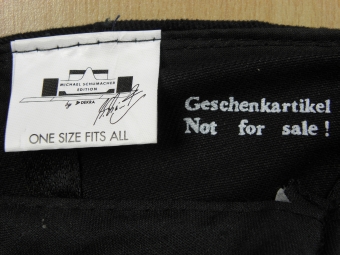 MICHAEL SCHUMACHER
EDITION
by DEKRA
ONE SIZE FITS ALL
Geschenkartikel
Not for sale!